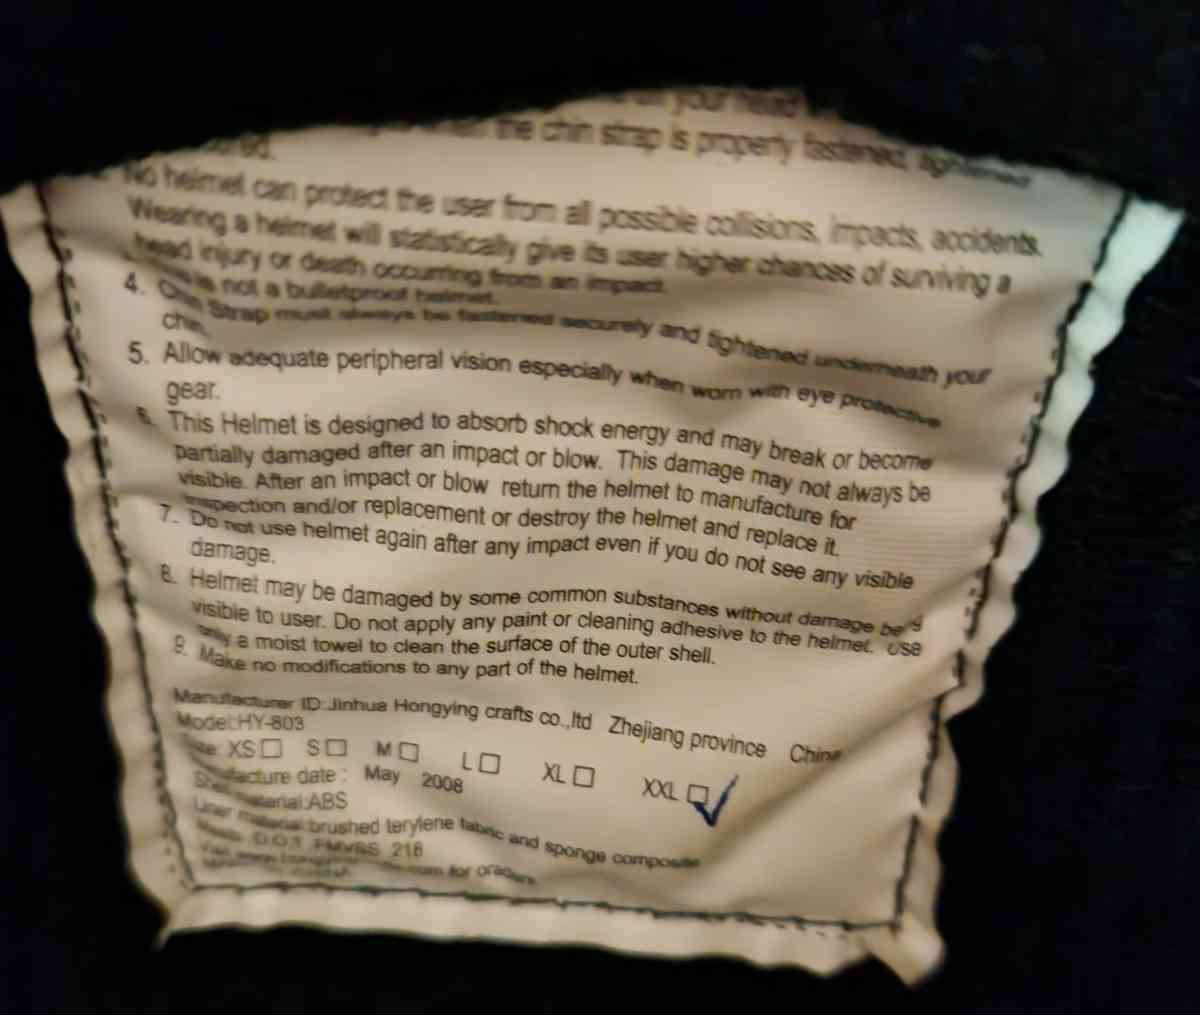 your head
the chin strap is properly fastened, tightened
No helmet can protect the user from all possible collisions, impacts, accidents.
Wearing a helmet will statistically give its user higher chances of surviving a
head injury or death occurring from an impact.
is not a bulletproof helmet.
4. Chin Strap must always be fastened securely and tightened underneath your
chin.
5. Allow adequate peripheral vision especially when worn with eye protective
gear.
6. This Helmet is designed to absorb shock energy and may break or become
partially damaged after an impact or blow. This damage may not always be
visible. After an impact or blow return the helmet to manufacture for
inspection and/or replacement or destroy the helmet and replace it.
7. Do not use helmet again after any impact even if you do not see any visible
damage.
8. Helmet may be damaged by some common substances without damage being
visible to user. Do not apply any paint or cleaning adhesive to the helmet. Use
only a moist towel to clean the surface of the outer shell.
9. Make no modifications to any part of the helmet.
Manufacturer ID:Jinhua Hongying crafts co.,ltd Zhejiang province China
Model:HY-803
Size: XS S M L XL XXL
Manufacture date : May 2008
Shell material:ABS
Liner material:brushed terylene fabric and sponge composite
Meets D.O.T FMVSS 218
for orders